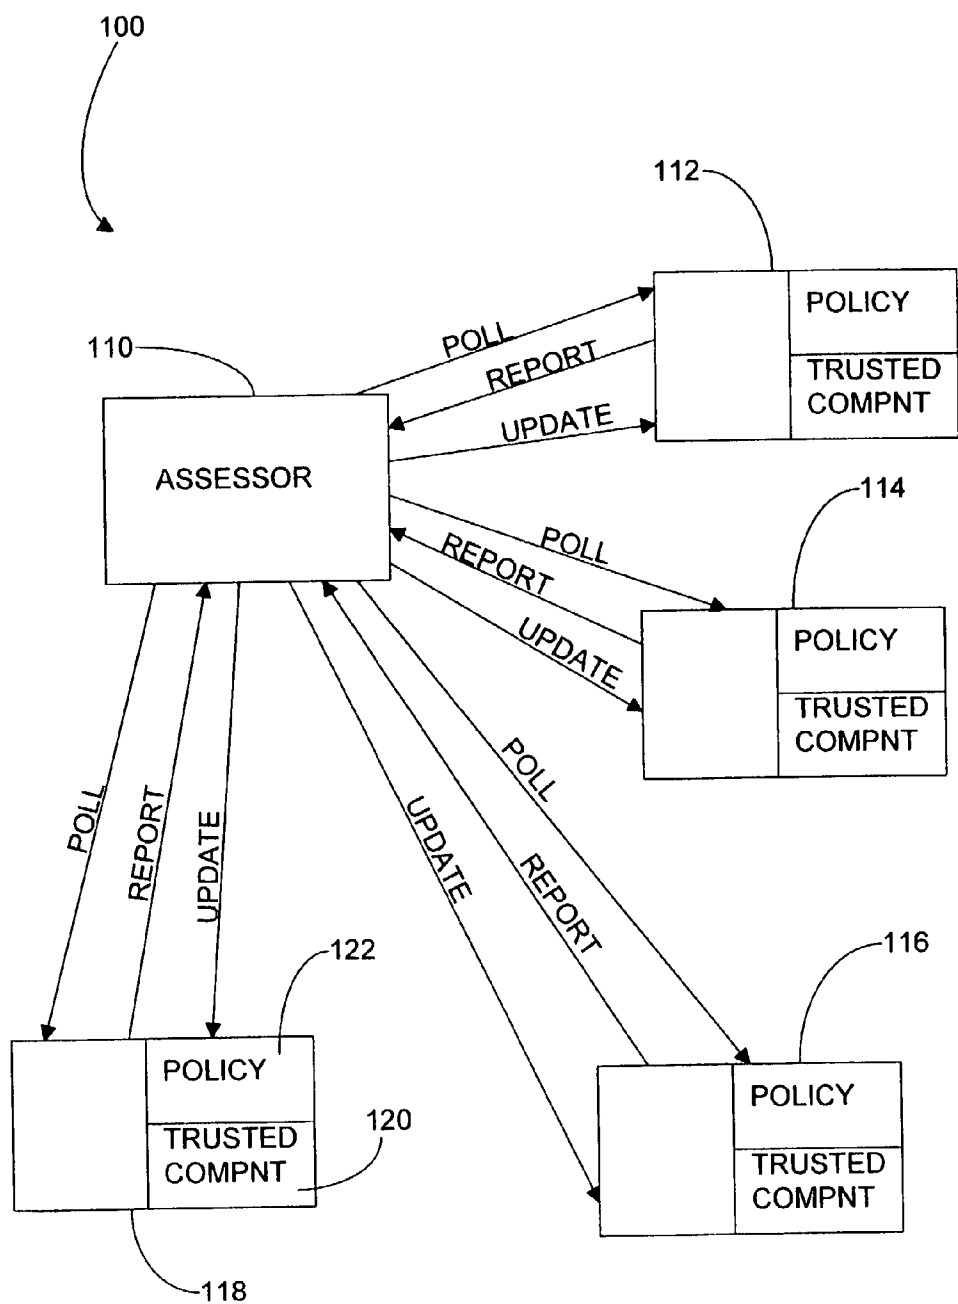 100
112
POLICY
TRUSTED
COMPNT
110
POLL
REPORT
UPDATE
ASSESSOR
114
POLL
REPORT
UPDATE
POLICY
TRUSTED
COMPNT
POLL
UPDATE
REPORT
POLL
REPORT
UPDATE
116
POLICY
TRUSTED
COMPNT
122
POLICY
120
TRUSTED
COMPNT
118